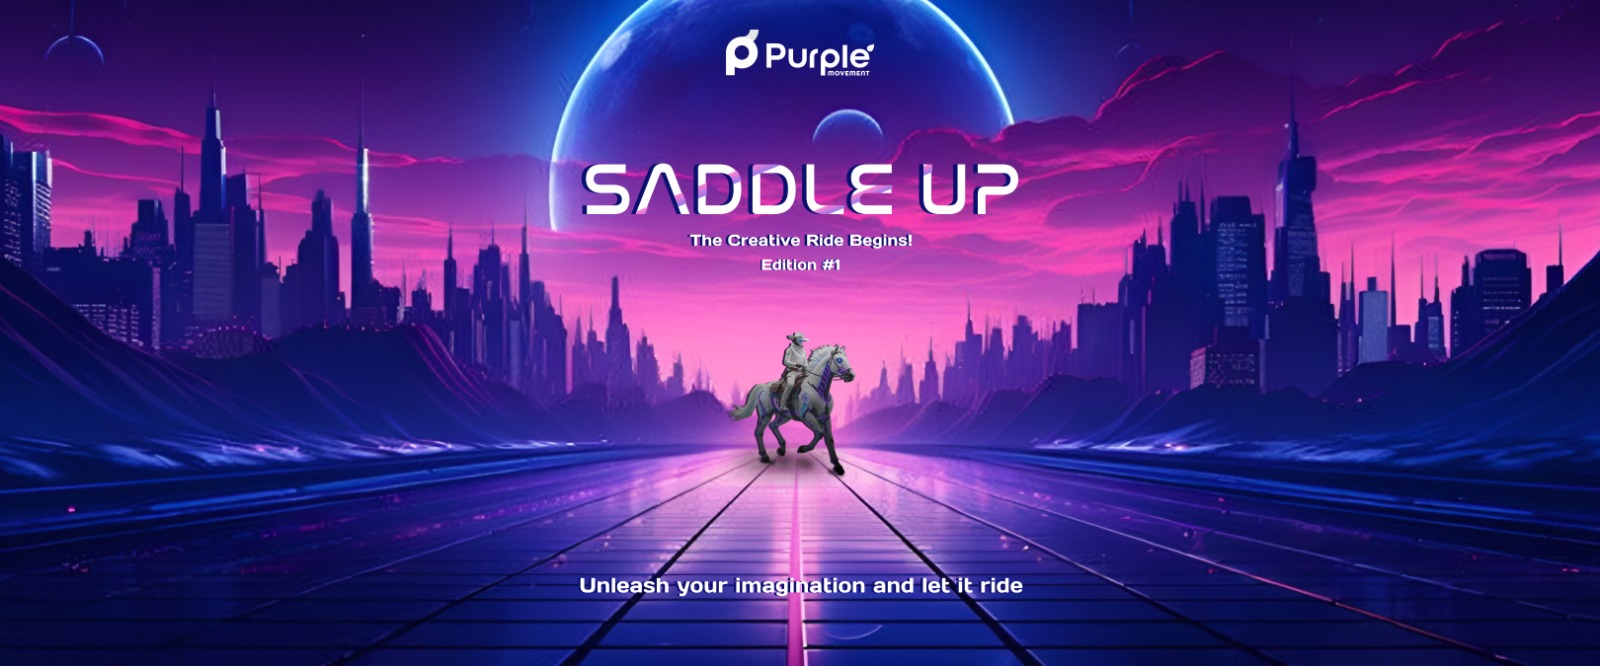 Purple
MOVEMENT
SADDLE UP
The Creative Ride Begins!
Edition #1
Unleash your imagination and let it ride